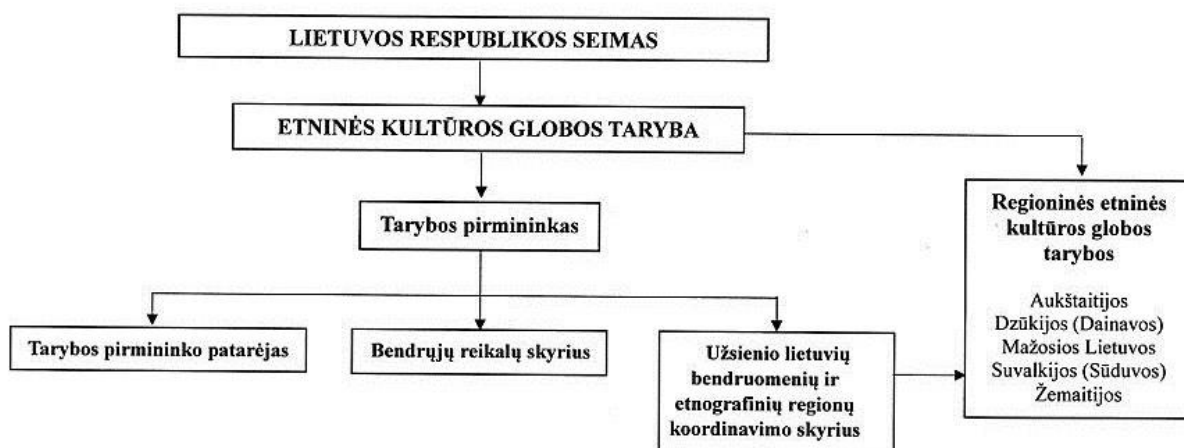 LIETUVOS RESPUBLIKOS SEIMAS
ETNINĖS KULTŪROS GLOBOS TARYBA
Tarybos pirmininkas
Tarybos pirmininko patarėjas
Bendrųjų reikalų skyrius
Užsienio lietuvių
bendruomenių ir
etnografinių regionų
koordinavimo skyrius
Regioninės etninės
kultūros globos
tarybos
Aukštaitijos
Dzūkijos (Dainavos)
Mažosios Lietuvos
Suvalkijos (Sūduvos)
Žemaitijos